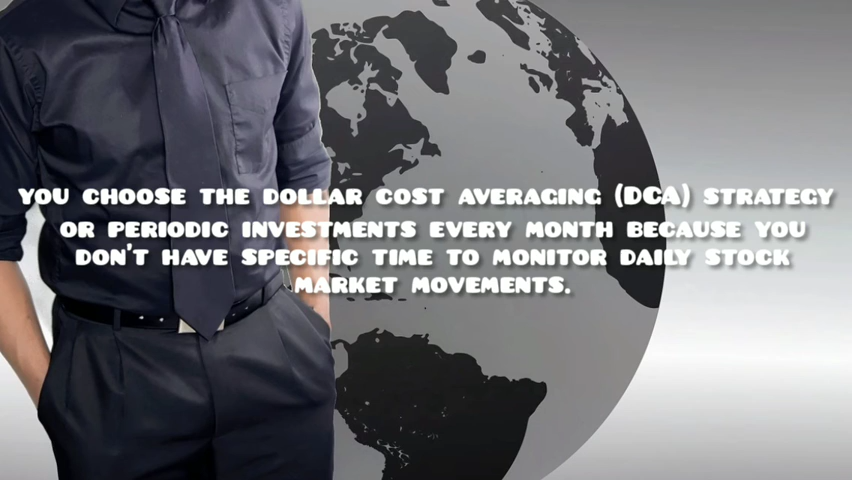 YOU CHOOSE THE DOLLAR COST AVERAGING (DCA) STRATEGY
OR PERIODIC INVESTMENTS EVERY MONTH BECAUSE YOU
DON'T HAVE SPECIFIC TIME TO MONITOR DAILY STOCK
MARKET MOVEMENTS.